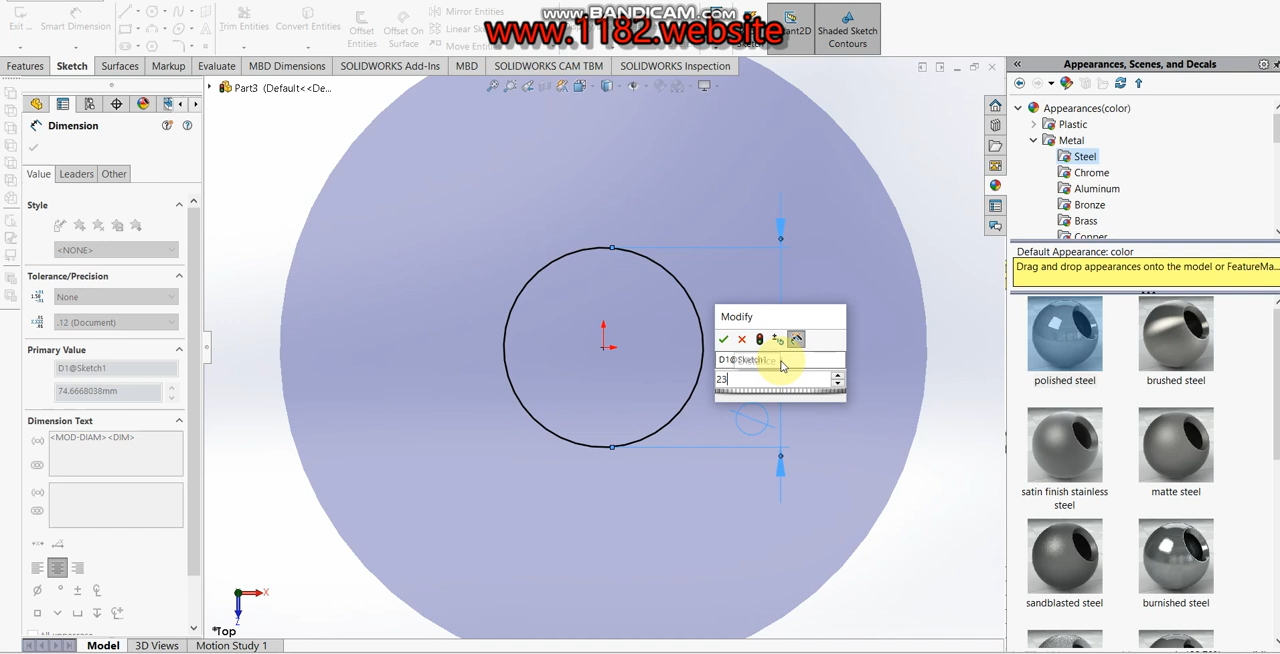 www.BANDICAM.COM
www.1182.website
Exit Sk...
Smart Dimension
Trim Entities
Convert Entities
Offset
Entities
Offset On
Surface
Mirror Entities
Linear Sk
Move Entit
Instant2D
Shaded Sketch
Contours
Features
Sketch
Surfaces
Markup
Evaluate
MBD Dimensions
SOLIDWORKS Add-Ins
MBD
SOLIDWORKS CAM TBM
SOLIDWORKS Inspection
Part3 (Default<<De...
Dimension
Value
Leaders
Other
Style
<NONE>
Tolerance/Precision
None
.12 (Document)
Primary Value
D1@Sketch1
74.6668038mm
Dimension Text
<MOD-DIAM><DIM>
Modify
D1@Sketch1
23
X
Z
*Top
Model
3D Views
Motion Study 1
Appearances, Scenes, and Decals
Appearances(color)
Plastic
Metal
Steel
Chrome
Aluminum
Bronze
Brass
Copper
Default Appearance: color
Drag and drop appearances onto the model or FeatureMa...
polished steel
brushed steel
satin finish stainless
steel
matte steel
sandblasted steel
burnished steel